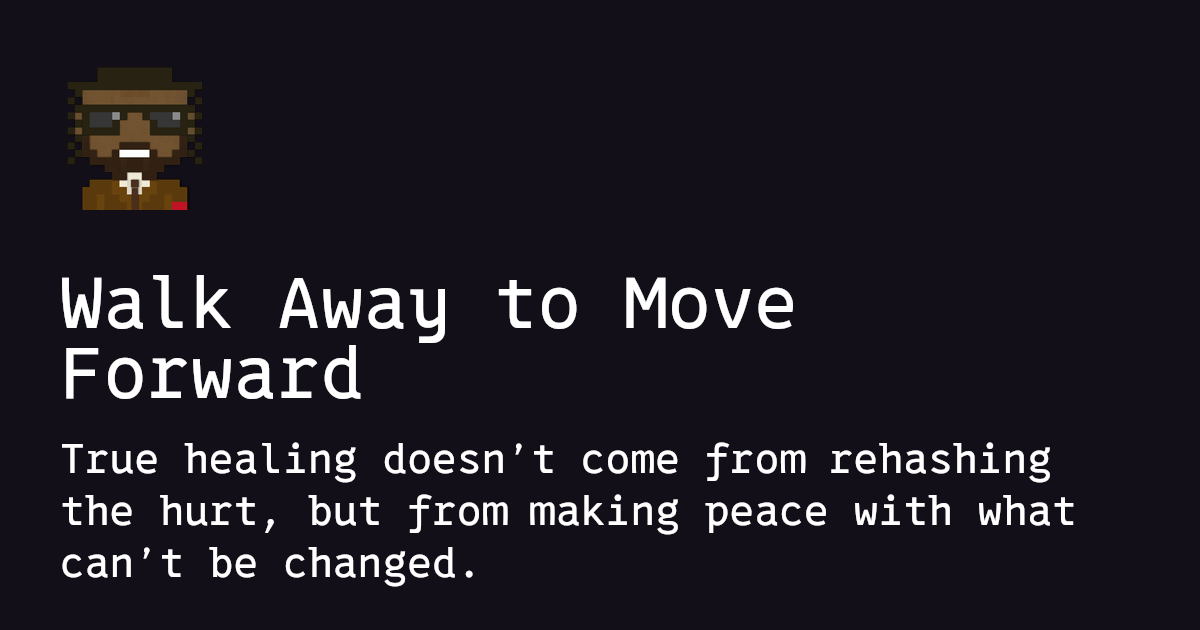 Walk Away to Move
Forward
True healing doesn’t come from rehashing
the hurt, but from making peace with what
can’t be changed.